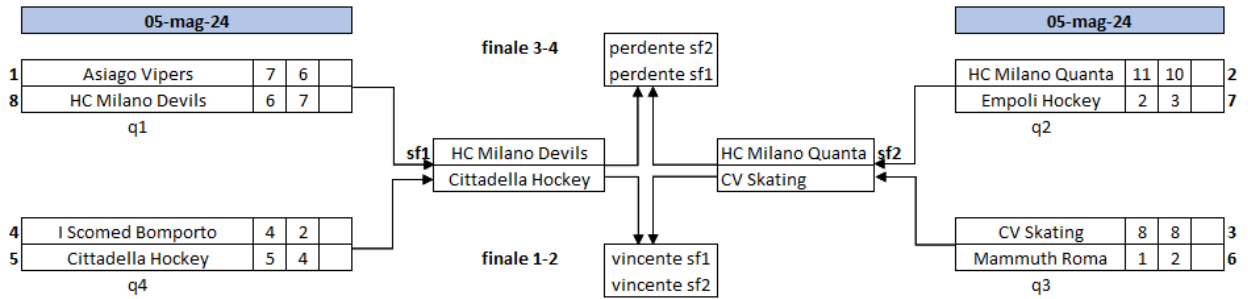 05-mag-24
1 Asiago Vipers 7 6
8 HC Milano Devils 6 7
q1
4 I Scomed Bomporto 4 2
5 Cittadella Hockey 5 4
q4
sf1 HC Milano Devils
Cittadella Hockey
finale 3-4
perdente sf2
perdente sf1
finale 1-2
vincente sf1
vincente sf2
HC Milano Quanta sf2
CV Skating
05-mag-24
HC Milano Quanta 11 10 2
Empoli Hockey 2 3 7
q2
CV Skating 8 8 3
Mammuth Roma 1 2 6
q3